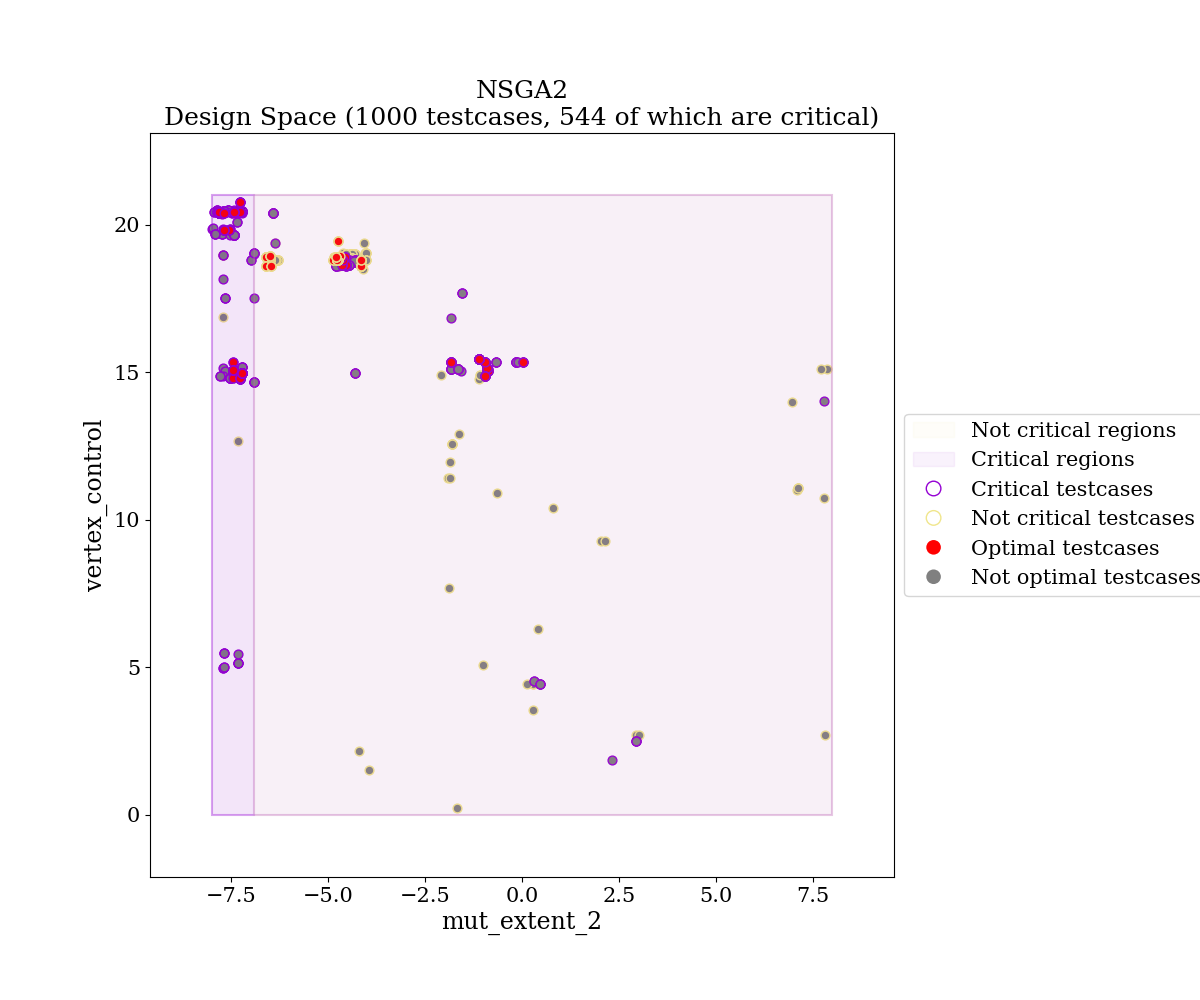 NSGA2
Design Space (1000 testcases, 544 of which are critical)
vertex_control
20
15
10
5
0
−7.5
−5.0
−2.5
0.0
2.5
5.0
7.5
mut_extent_2
Not critical regions
Critical regions
Critical testcases
Not critical testcases
Optimal testcases
Not optimal testcases